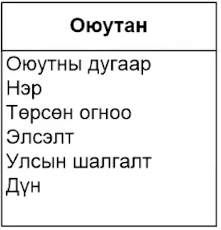 Оюутан
Оюутны дугаар
Нэр
Төрсөн огноо
Элсэлт
Улсын шалгалт
Дүн